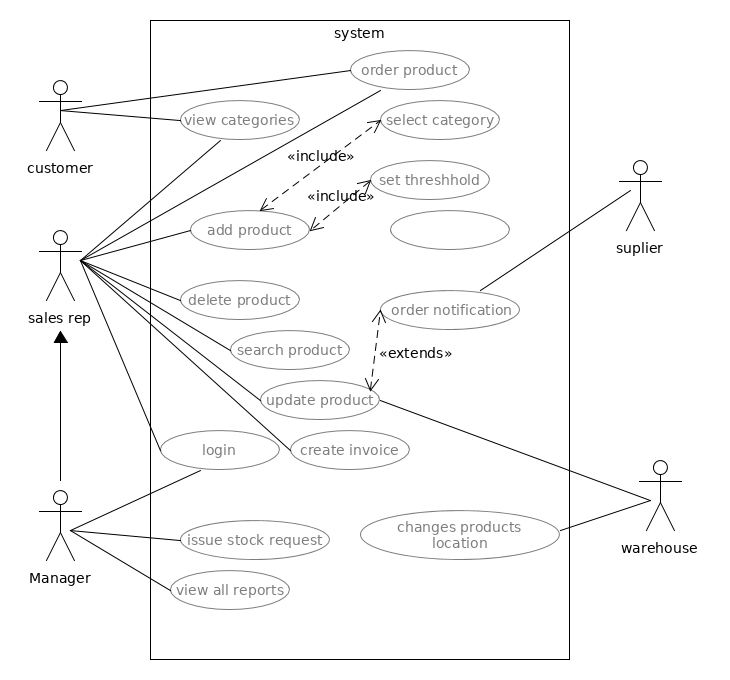 system
order product
view categories
select category
customer
«include»
set threshhold
«include»
add product
suplier
delete product
order notification
sales rep
search product
«extends»
update product
login
create invoice
issue stock request
changes products
location
warehouse
Manager
view all reports